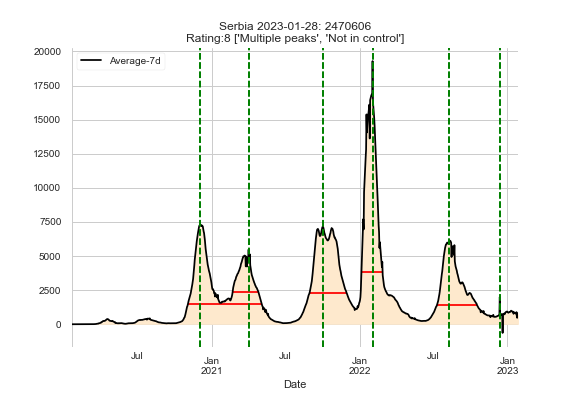 Serbia 2023-01-28: 2470606
Rating:8 ['Multiple peaks', 'Not in control']
Average-7d
20000
17500
15000
12500
10000
7500
5000
2500
0
Jul
Jan
2021
Jul
Jan
2022
Jul
Jan
2023
Date